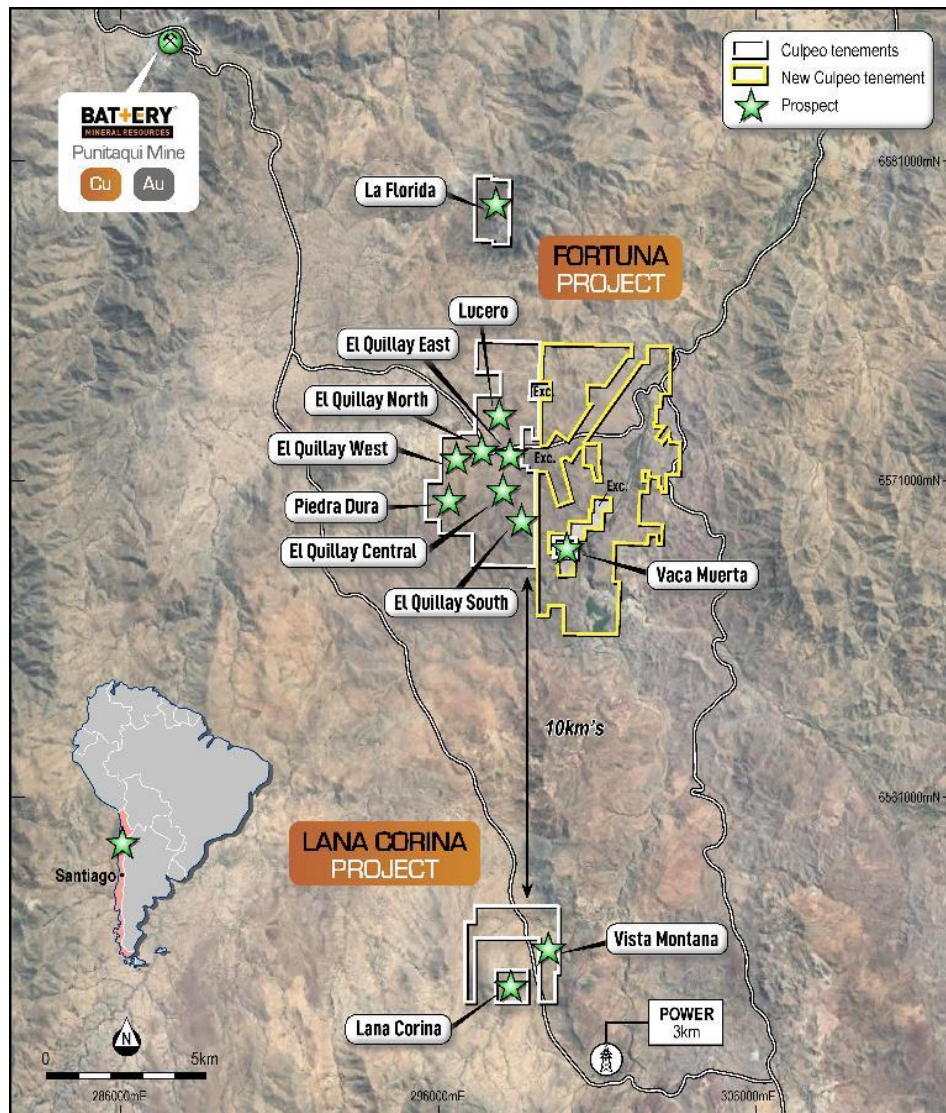 BATTERY
MINERAL RESOURCES
Punitaqui Mine
Cu
Au
Culpeo tenements
New Culpeo tenement
Prospect
6581000mN
La Florida
FORTUNA
PROJECT
Lucero
El Quillay East
El Quillay North
El Quillay West
Piedra Dura
El Quillay Central
El Quillay South
Exc.
Exc.
Exc.
6571000mN
Vaca Muerta
10km's
6561000mN
LANA CORINA
PROJECT
Santiago
Vista Montana
Lana Corina
POWER
3km
N
0
5km
286000mE
296000mE
306000mE